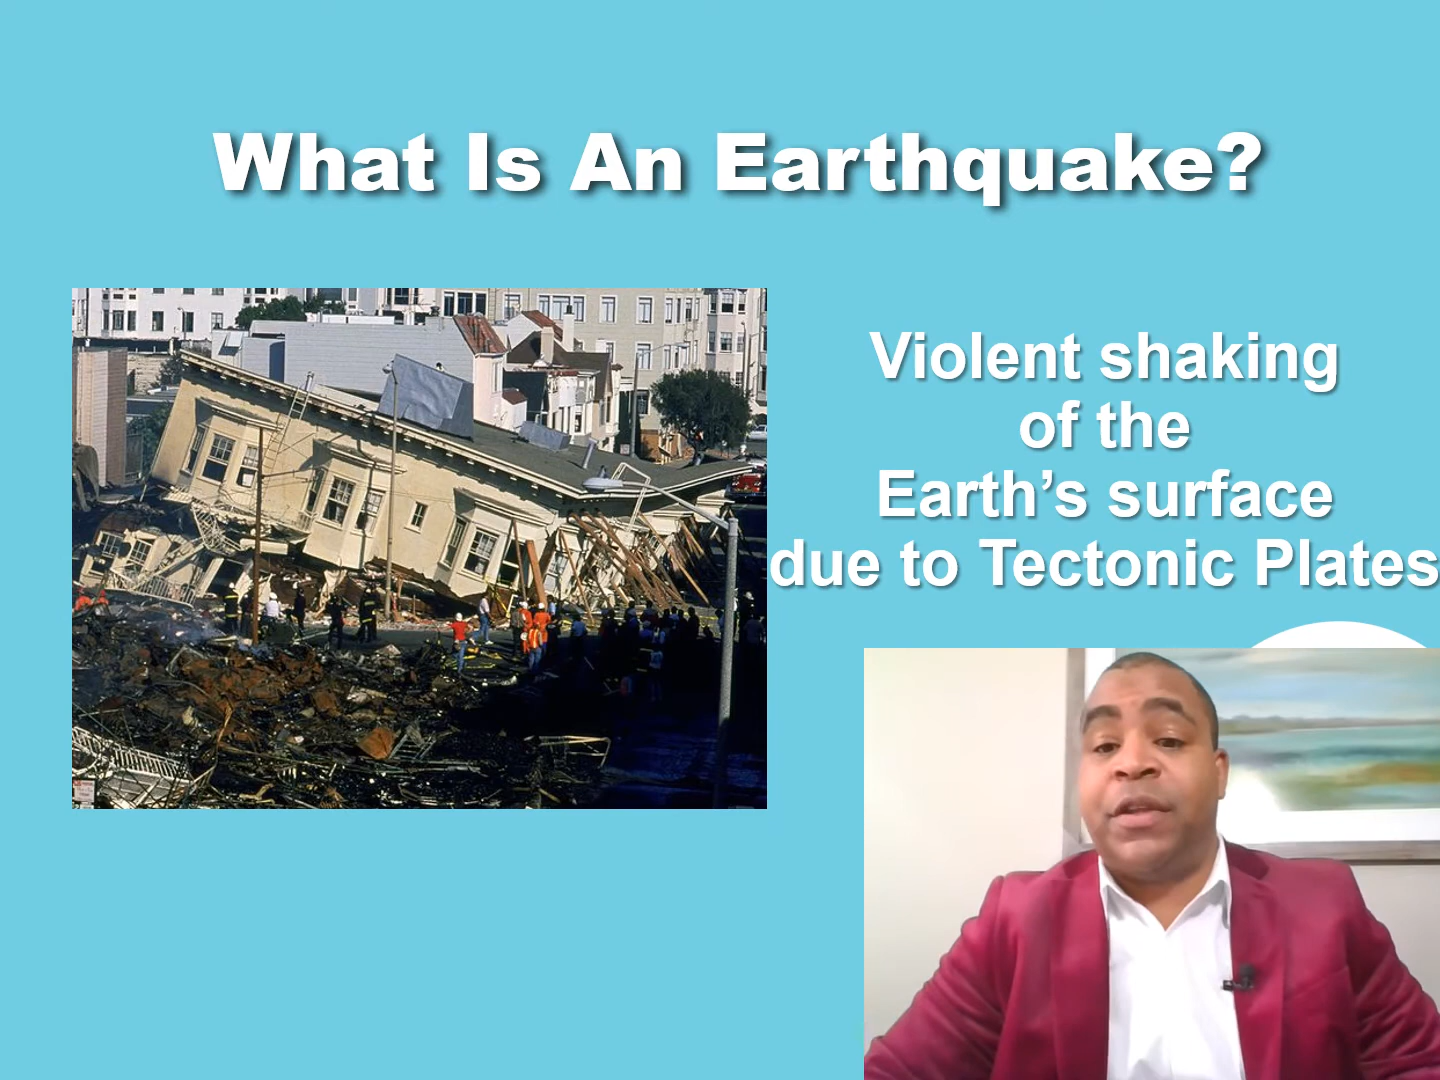 What Is An Earthquake?
Violent shaking
of the
Earth’s surface
due to Tectonic Plates